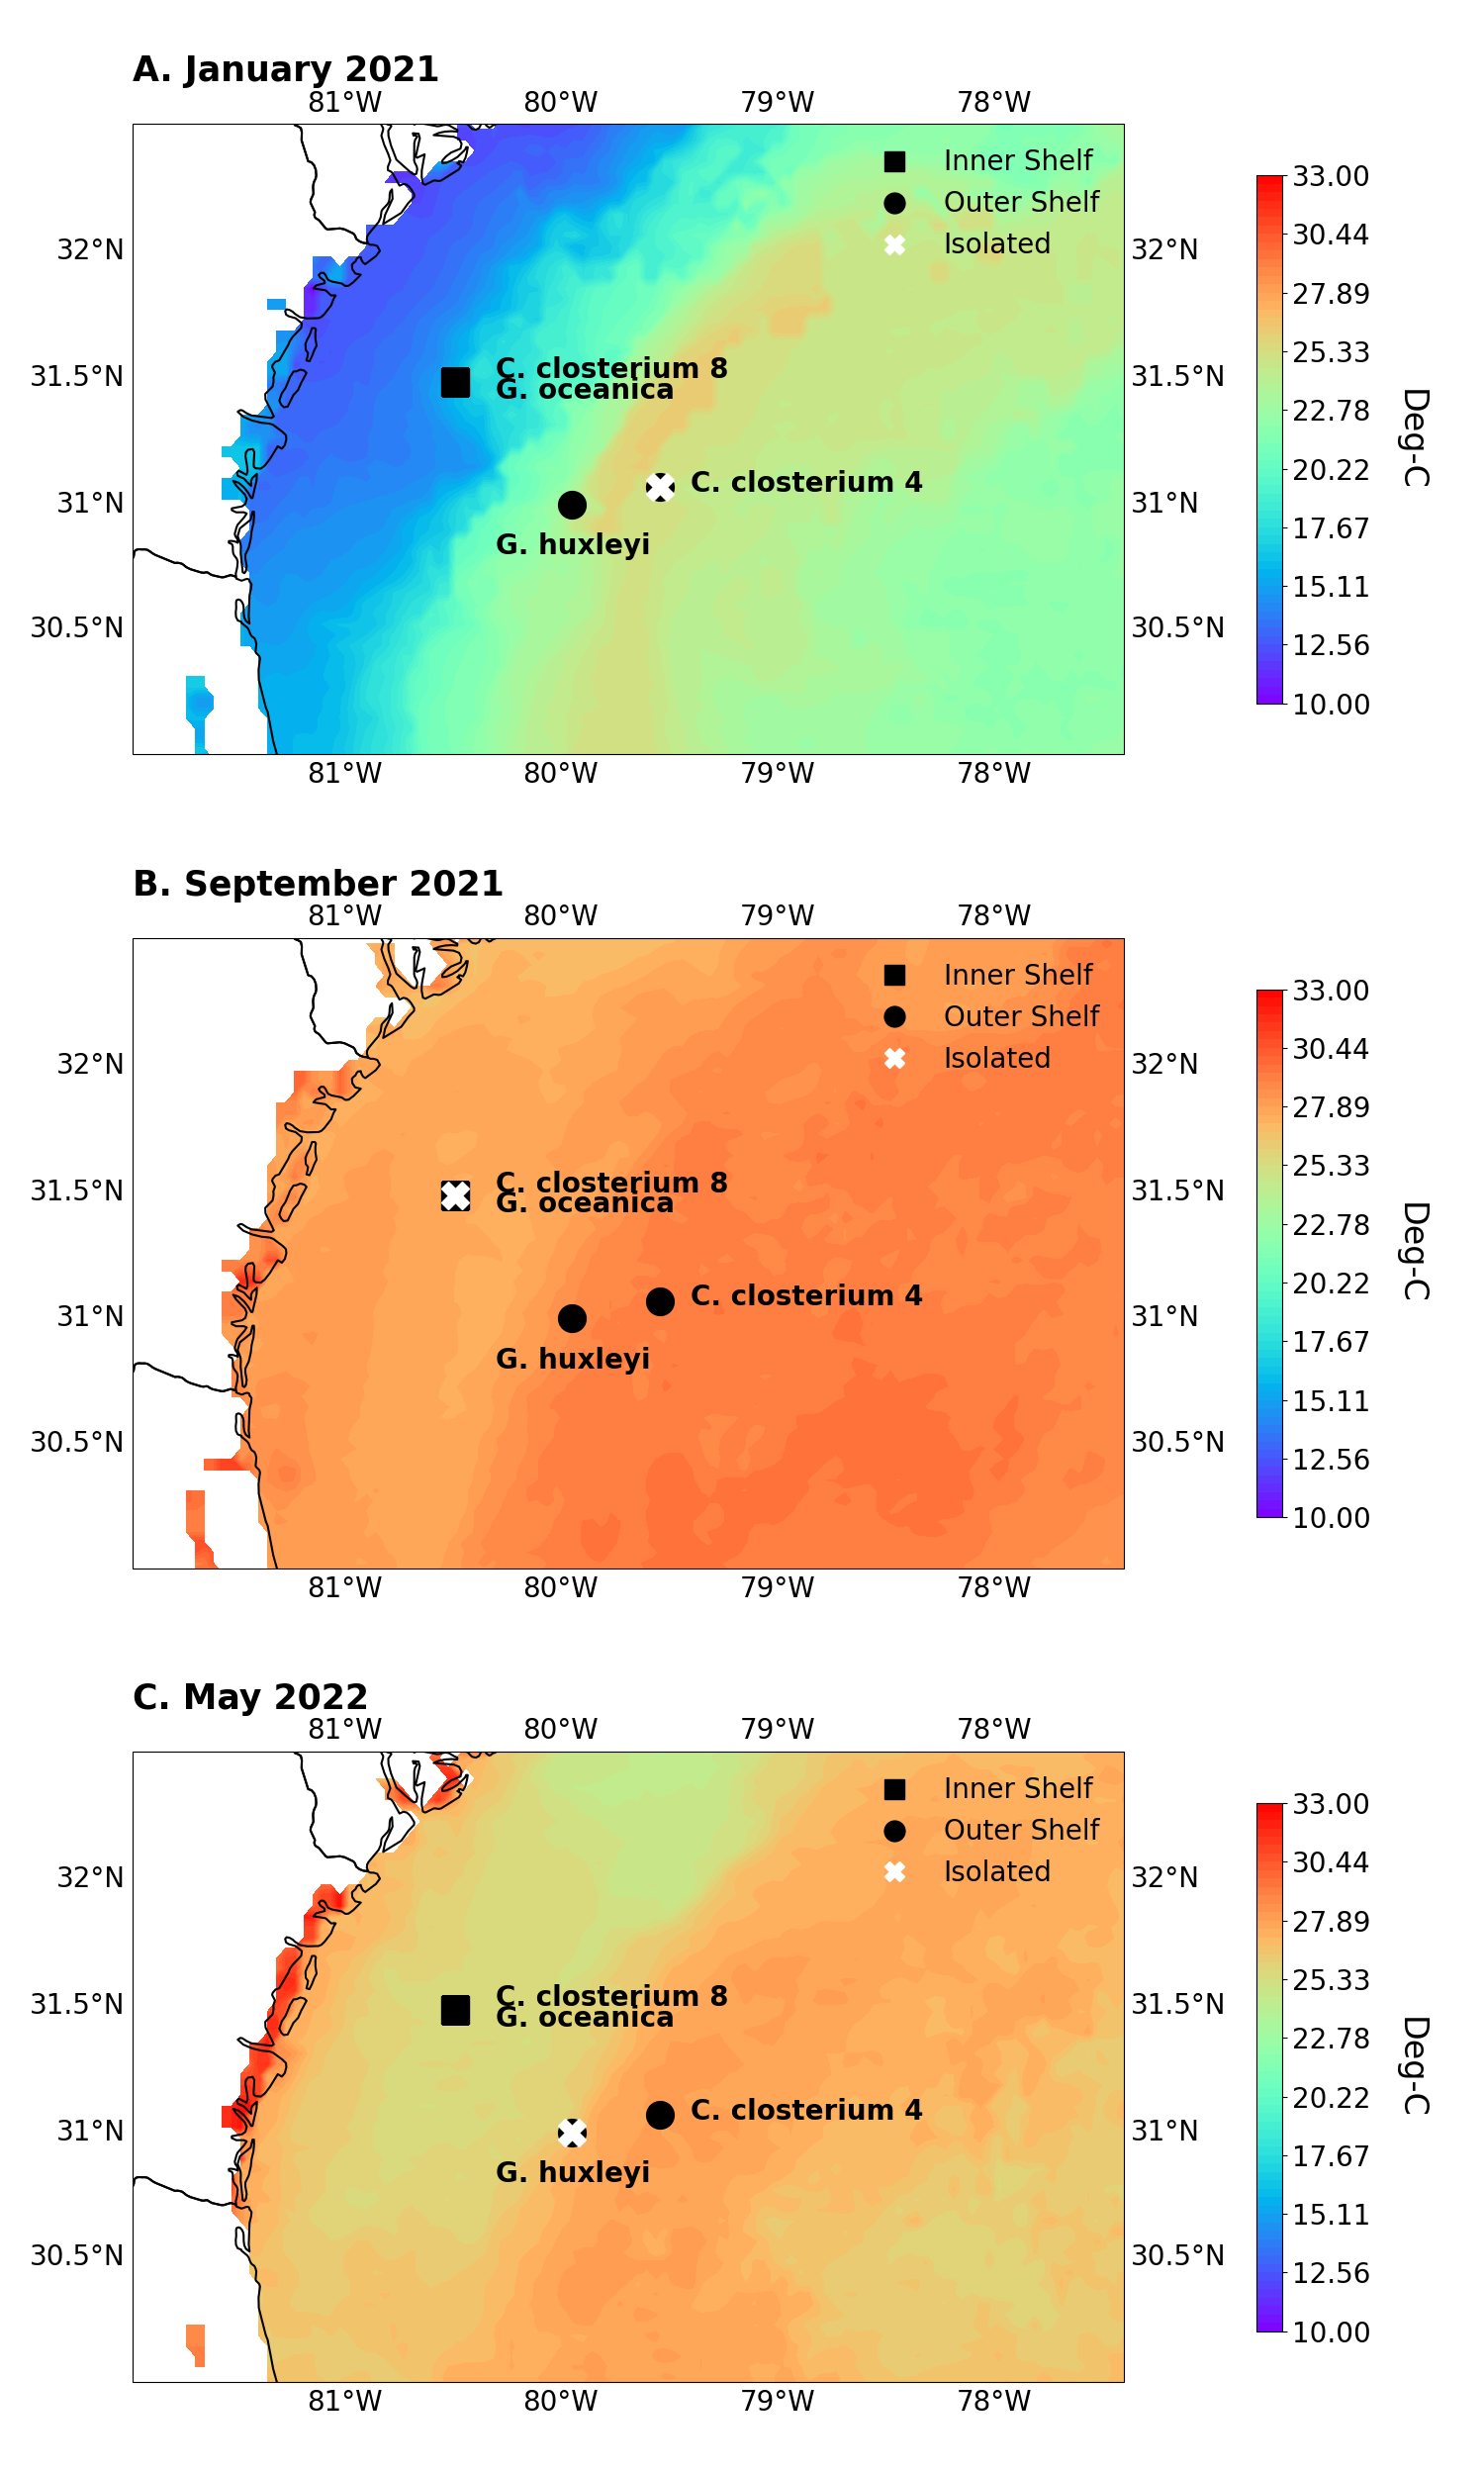 A. January 2021
81°W 80°W 79°W 78°W
Inner Shelf
Outer Shelf
Isolated
32°N 32°N
31.5°N 31.5°N
31°N 31°N
30.5°N 30.5°N
C. closterium 8
G. oceanica
C. closterium 4
G. huxleyi
81°W 80°W 79°W 78°W
33.00
30.44
27.89
25.33
22.78
20.22
17.67
15.11
12.56
10.00
Deg-C
B. September 2021
81°W 80°W 79°W 78°W
Inner Shelf
Outer Shelf
Isolated
32°N 32°N
31.5°N 31.5°N
31°N 31°N
30.5°N 30.5°N
C. closterium 8
G. oceanica
C. closterium 4
G. huxleyi
81°W 80°W 79°W 78°W
33.00
30.44
27.89
25.33
22.78
20.22
17.67
15.11
12.56
10.00
Deg-C
C. May 2022
81°W 80°W 79°W 78°W
Inner Shelf
Outer Shelf
Isolated
32°N 32°N
31.5°N 31.5°N
31°N 31°N
30.5°N 30.5°N
C. closterium 8
G. oceanica
C. closterium 4
G. huxleyi
81°W 80°W 79°W 78°W
33.00
30.44
27.89
25.33
22.78
20.22
17.67
15.11
12.56
10.00
Deg-C